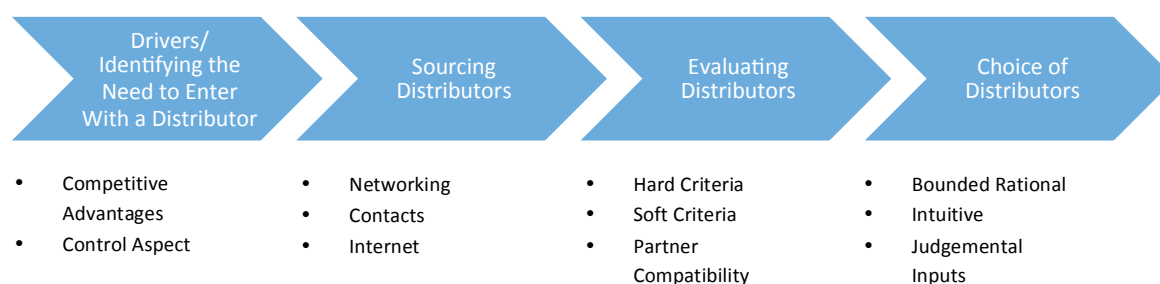 Drivers/
Identifying the
Need to Enter
With a Distributor
Sourcing
Distributors
Evaluating
Distributors
Choice of
Distributors
• Competitive
Advantages
• Control Aspect
• Networking
• Contacts
• Internet
• Hard Criteria
• Soft Criteria
• Partner
Compatibility
• Bounded Rational
• Intuitive
• Judgemental
Inputs